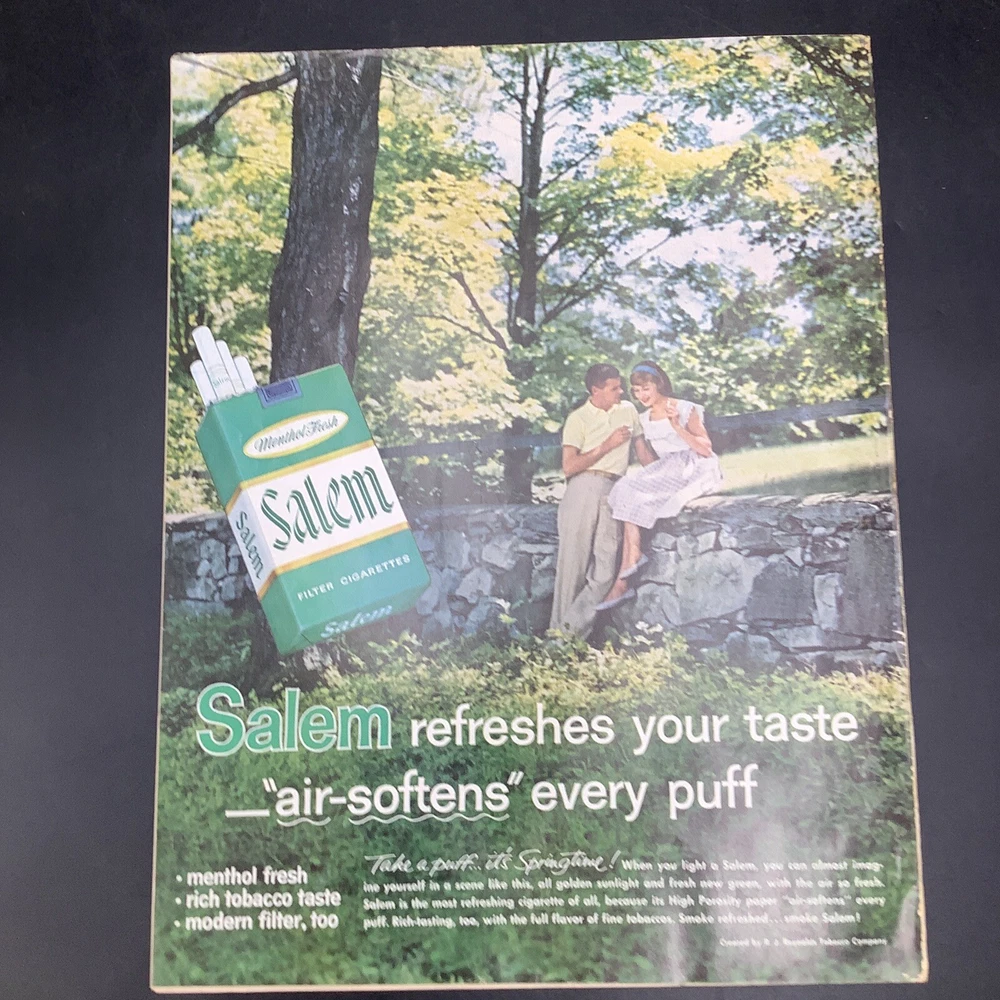 Salem
Menthol Fresh
Salem
Salem
FILTER CIGARETTES
Salem
Salem refreshes your taste
—"air-softens" every puff
• menthol fresh
• rich tobacco taste
• modern filter, too
Take a puff... it's Springtime! When you light a Salem, you can almost imag-
ine yourself in a scene like this, all golden sunlight and fresh new green, with the air so fresh.
Salem is the most refreshing cigarette of all, because its High Porosity paper "air-softens" every
puff. Rich-tasting, too, with the full flavor of fine tobaccos. Smoke refreshed... smoke Salem!
Created by R. J. Reynolds Tobacco Company